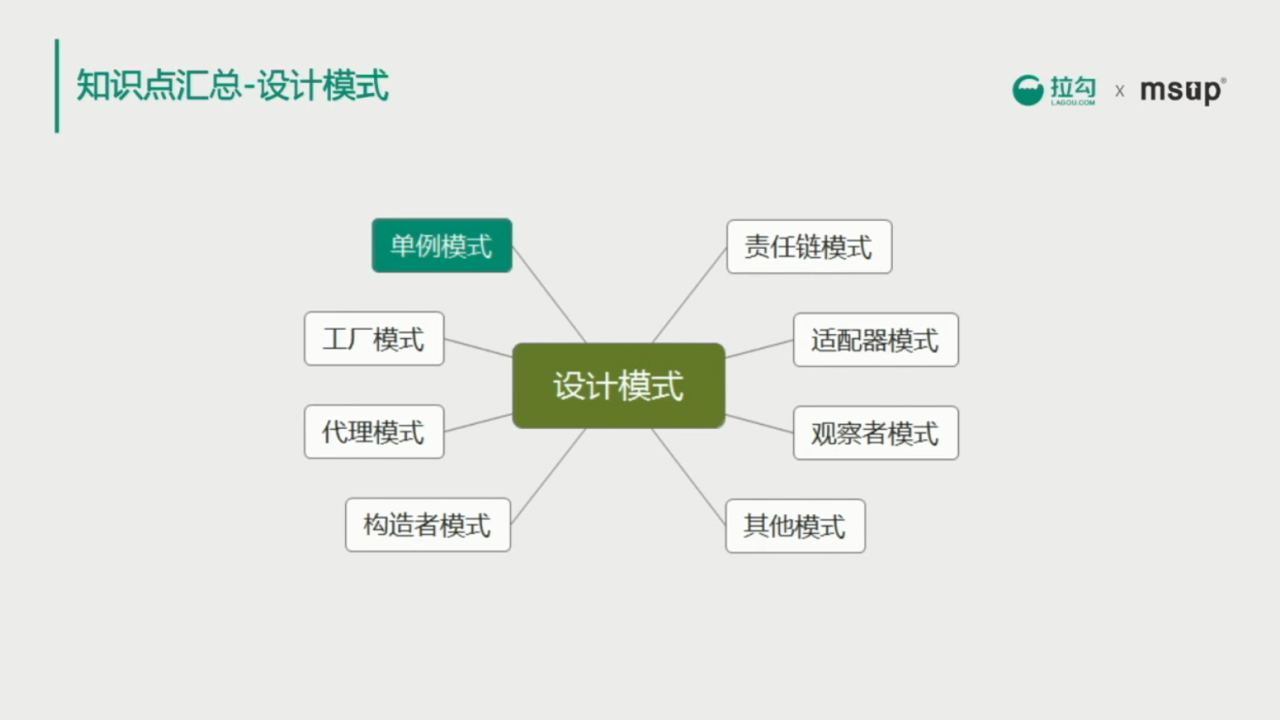 知识点汇总-设计模式
拉勾
LAGOU.COM
x
msup®
单例模式
责任链模式
工厂模式
适配器模式
设计模式
代理模式
观察者模式
构造者模式
其他模式